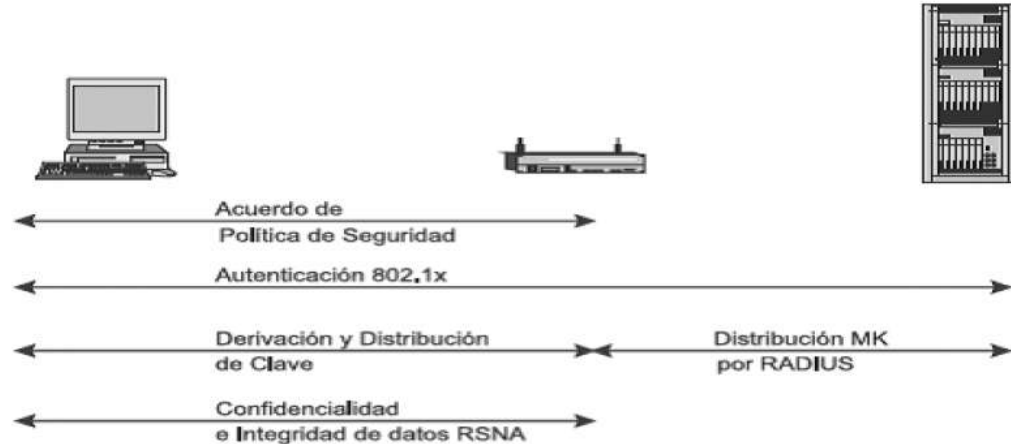 Acuerdo de
Política de Seguridad
Autenticación 802.1x
Derivación y Distribución
de Clave
Distribución MK
por RADIUS
Confidencialidad
e Integridad de datos RSNA